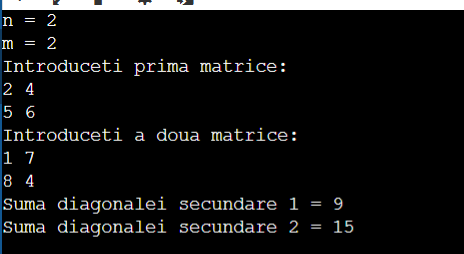 n = 2
m = 2
Introduceti prima matrice:
2 4
5 6
Introduceti a doua matrice:
1 7
8 4
Suma diagonalei secundare 1 = 9
Suma diagonalei secundare 2 = 15